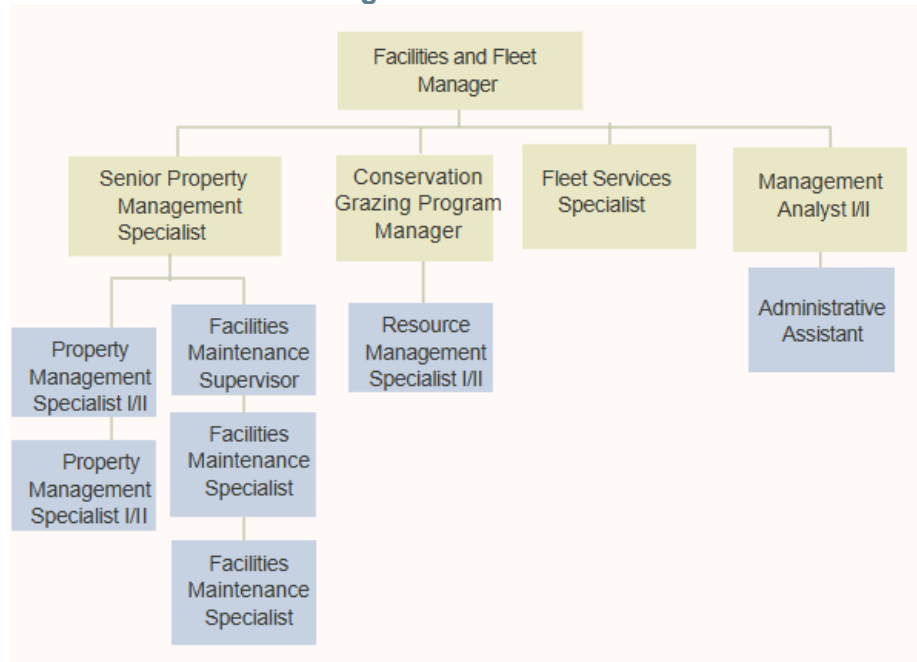 Facilities and Fleet
Manager
Senior Property
Management
Specialist
Conservation
Grazing Program
Manager
Fleet Services
Specialist
Management
Analyst I/II
Property
Management
Specialist I/II
Property
Management
Specialist I/II
Facilities
Maintenance
Supervisor
Facilities
Maintenance
Specialist
Facilities
Maintenance
Specialist
Resource
Management
Specialist I/II
Administrative
Assistant